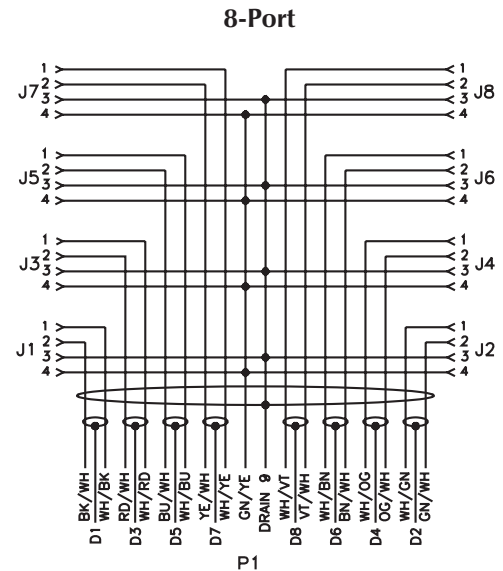 8-Port
1 1
J7 2 2 J8
3 3
4 4
1 1
J5 2 2 J6
3 3
4 4
1 1
J3 2 2 J4
3 3
4 4
1 1
J1 2 2 J2
3 3
4 4
BK/WH
D1
WH/BK
RD/WH
D3
WH/RD
BU/WH
D5
WH/BU
YE/WH
D7
WH/YE
GN/YE
DRAIN 9
WH/VT
D8
VT/WH
WH/BN
D6
BN/WH
WH/OG
D4
OG/WH
WH/GN
D2
GN/WH
P1